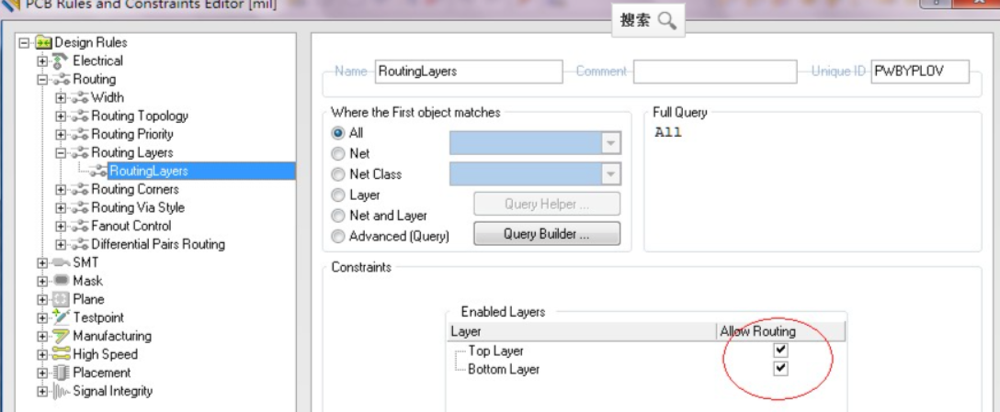 PCB Rules and Constraints Editor [mil]
搜索
Design Rules
Electrical
Routing
Width
Routing Topology
Routing Priority
Routing Layers
RoutingLayers
Routing Corners
Routing Via Style
Fanout Control
Differential Pairs Routing
SMT
Mask
Plane
Testpoint
Manufacturing
High Speed
Placement
Signal Integrity
Name RoutingLayers Comment Unique ID PWBYPLOV
Where the First object matches
All
Net
Net Class
Layer
Net and Layer
Advanced (Query)
Query Helper ...
Query Builder ...
Full Query
All
Constraints
Enabled Layers
Layer Allow Routing
Top Layer
Bottom Layer